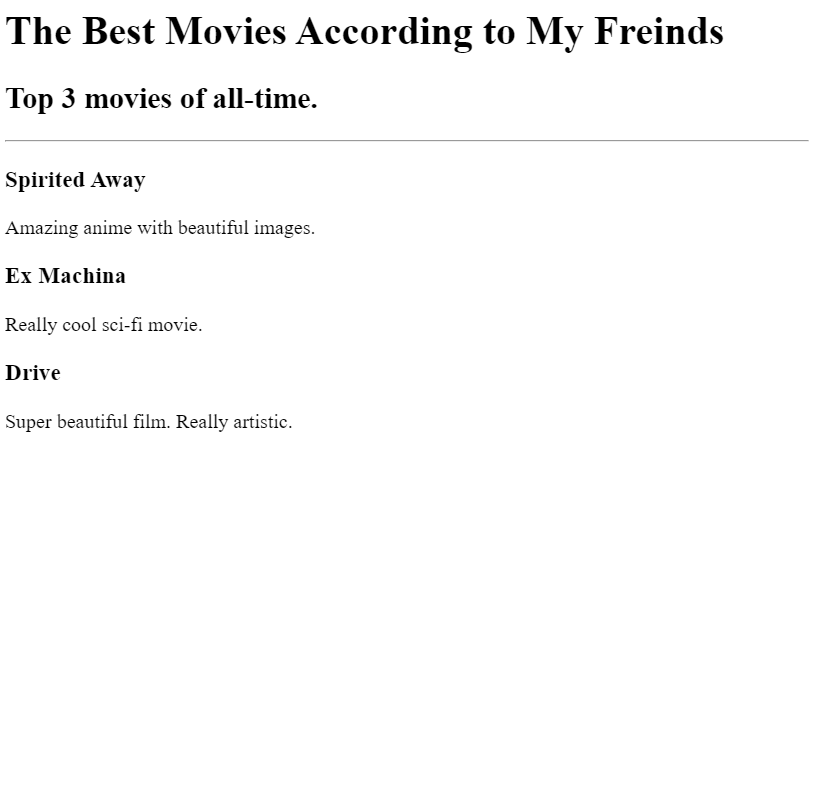 The Best Movies According to My Freinds
Top 3 movies of all-time.
Spirited Away
Amazing anime with beautiful images.
Ex Machina
Really cool sci-fi movie.
Drive
Super beautiful film. Really artistic.